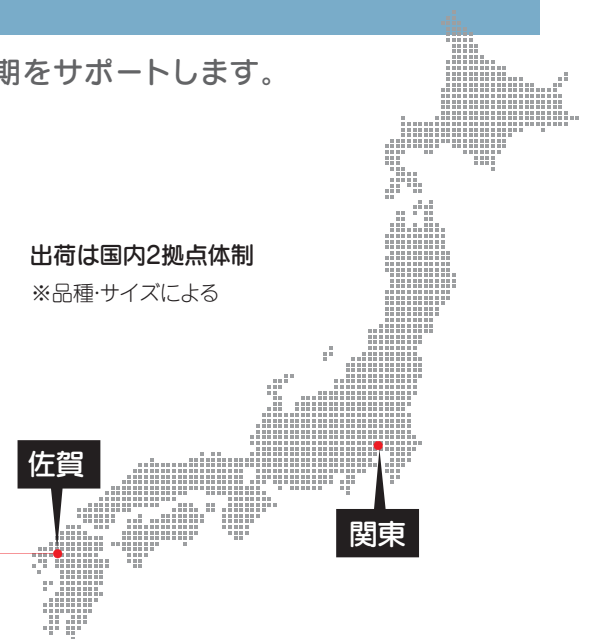 期をサポートします。
出荷は国内2拠点体制
※品種･サイズによる
佐賀
関東